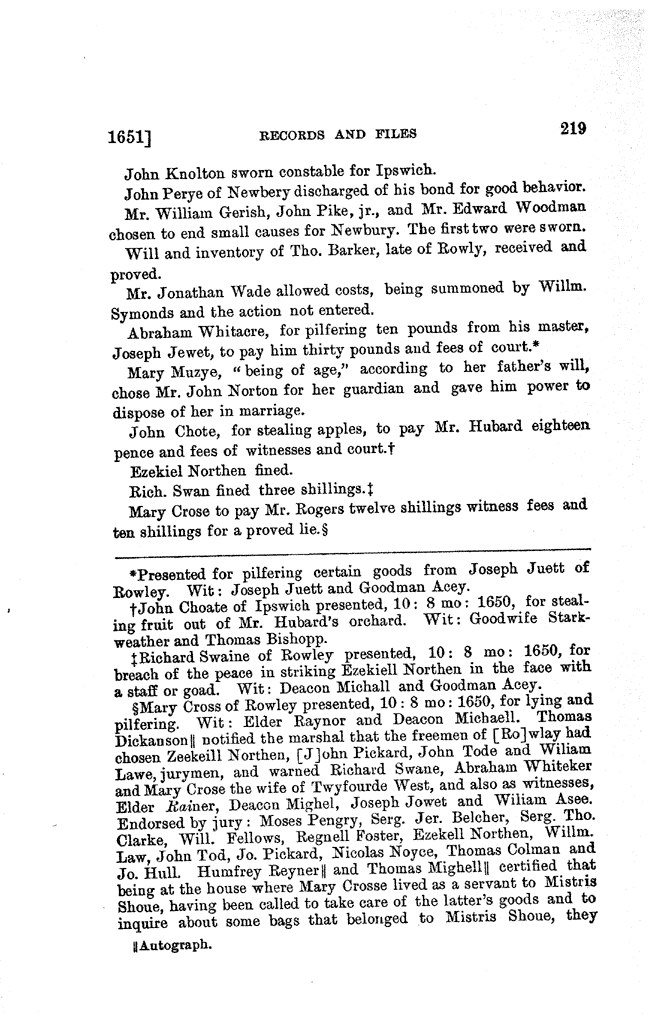 1651] RECORDS AND FILES 219
John Knolton sworn constable for Ipswich.
John Perye of Newbery discharged of his bond for good behavior.
Mr. William Gerish, John Pike, jr., and Mr. Edward Woodman
chosen to end small causes for Newbury. The first two were sworn.
Will and inventory of Tho. Barker, late of Rowly, received and
proved.
Mr. Jonathan Wade allowed costs, being summoned by Willm.
Symonds and the action not entered.
Abraham Whitacre, for pilfering ten pounds from his master,
Joseph Jewet, to pay him thirty pounds and fees of court.*
Mary Muzye, "being of age," according to her father's will,
chose Mr. John Norton for her guardian and gave him power to
dispose of her in marriage.
John Chote, for stealing apples, to pay Mr. Hubard eighteen
pence and fees of witnesses and court.†
Ezekiel Northen fined.
Rich. Swan fined three shillings.‡
Mary Crose to pay Mr. Rogers twelve shillings witness fees and
ten shillings for a proved lie.§
*Presented for pilfering certain goods from Joseph Juett of
Rowley. Wit: Joseph Juett and Goodman Acey.
†John Choate of Ipswich presented, 10: 8 mo: 1650, for steal-
ing fruit out of Mr. Hubard's orchard. Wit: Goodwife Stark-
weather and Thomas Bishopp.
‡Richard Swaine of Rowley presented, 10: 8 mo: 1650, for
breach of the peace in striking Ezekiell Northen in the face with
a staff or goad. Wit: Deacon Michall and Goodman Acey.
§Mary Cross of Rowley presented, 10: 8 mo: 1650, for lying and
pilfering. Wit: Elder Raynor and Deacon Michaell. Thomas
Dickanson‖ notified the marshal that the freemen of [Ro]wlay had
chosen Zeekeill Northen, [J]ohn Pickard, John Tode and Wiliam
Lawe, jurymen, and warned Richard Swane, Abraham Whiteker
and Mary Crose the wife of Twyfourde West, and also as witnesses,
Elder Rainer, Deacon Mighel, Joseph Jowet and Wiliam Asee.
Endorsed by jury: Moses Pengry, Serg. Jer. Belcher, Serg. Tho.
Clarke, Will. Fellows, Regnell Foster, Ezekell Northen, Willm.
Law, John Tod, Jo. Pickard, Nicolas Noyce, Thomas Colman and
Jo. Hull. Humfrey Reyner‖ and Thomas Mighell‖ certified that
being at the house where Mary Crosse lived as a servant to Mistris
Shoue, having been called to take care of the latter's goods and to
inquire about some bags that belonged to Mistris Shoue, they
‖Autograph.